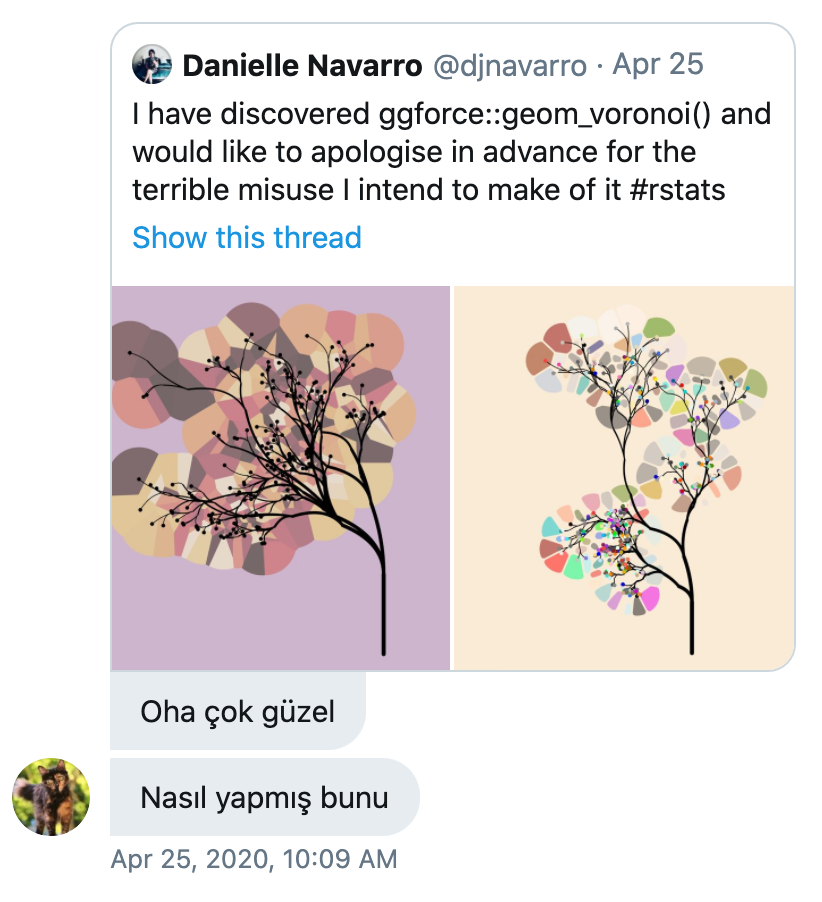 Danielle Navarro @djnavarro · Apr 25
I have discovered ggforce::geom_voronoi() and
would like to apologise in advance for the
terrible misuse I intend to make of it #rstats
Show this thread
Oha çok güzel
Nasıl yapmış bunu
Apr 25, 2020, 10:09 AM